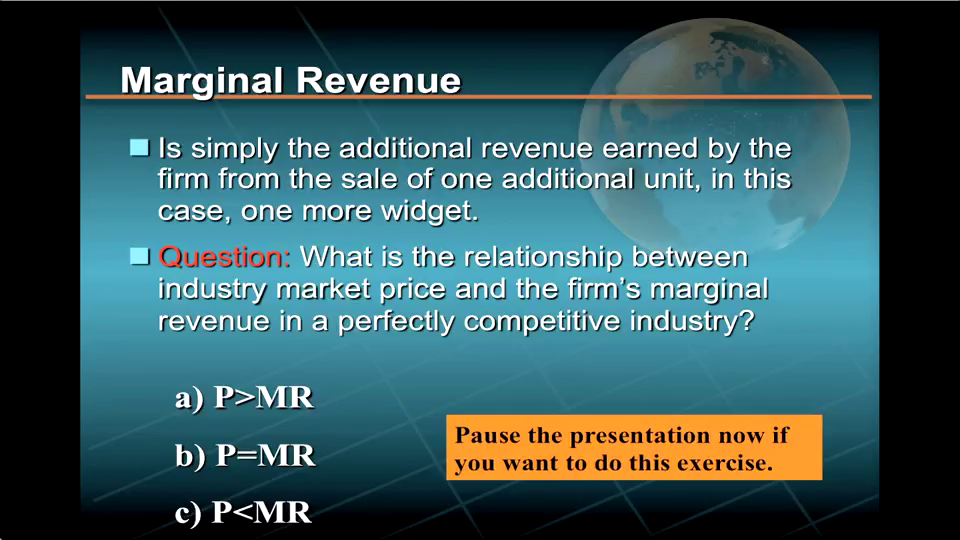 Marginal Revenue
Is simply the additional revenue earned by the
firm from the sale of one additional unit, in this
case, one more widget.
Question: What is the relationship between
industry market price and the firm's marginal
revenue in a perfectly competitive industry?
a) P>MR
b) P=MR
c) P<MR
Pause the presentation now if
you want to do this exercise.